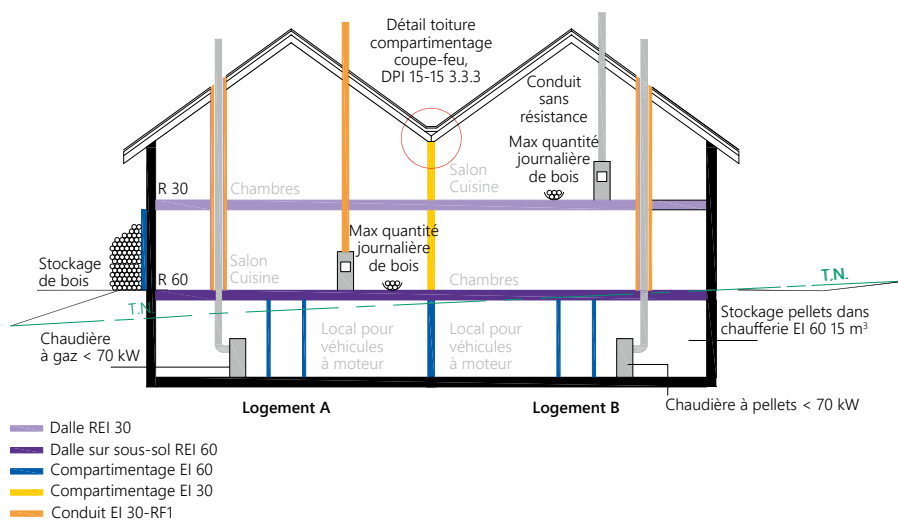 Détail toiture
compartimentage
coupe-feu,
DPI 15-15 3.3.3
Conduit
sans
résistance
Max quantité
journalière
de bois
Salon
Cuisine
R 30
Chambres
Max quantité
journalière
de bois
Salon
Cuisine
Stockage
de bois
R 60
Chambres
T.N.
T.N.
Chaudière
à gaz < 70 kW
Local pour
véhicules
à moteur
Local pour
véhicules
à moteur
Stockage pellets dans
chaufferie EI 60 15 m³
Chaudière à pellets < 70 kW
Logement A
Logement B
Dalle REI 30
Dalle sur sous-sol REI 60
Compartimentage EI 60
Compartimentage EI 30
Conduit EI 30-RF1